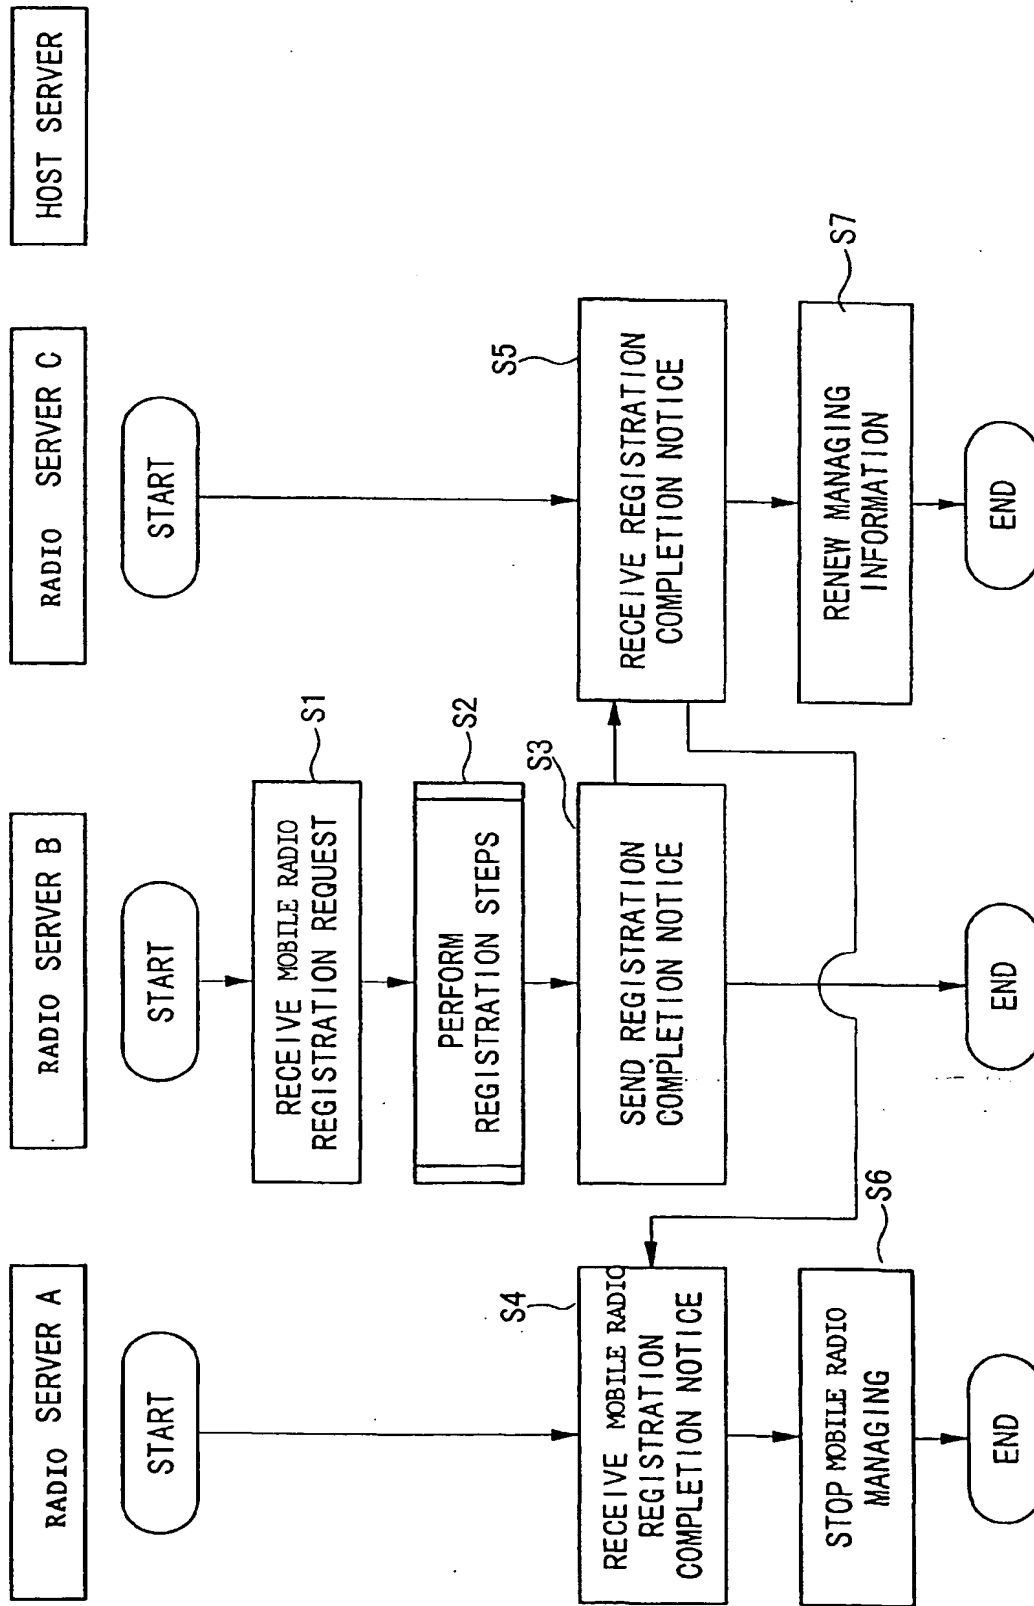 RADIO SERVER A
RADIO SERVER B
RADIO SERVER C
HOST SERVER
START
START
START
RECEIVE MOBILE RADIO
REGISTRATION REQUEST
S1
PERFORM
REGISTRATION STEPS
S2
RECEIVE MOBILE RADIO
REGISTRATION
COMPLETION NOTICE
S4
SEND REGISTRATION
COMPLETION NOTICE
S3
RECEIVE REGISTRATION
COMPLETION NOTICE
S5
STOP MOBILE RADIO
MANAGING
S6
RENEW MANAGING
INFORMATION
S7
END
END
END